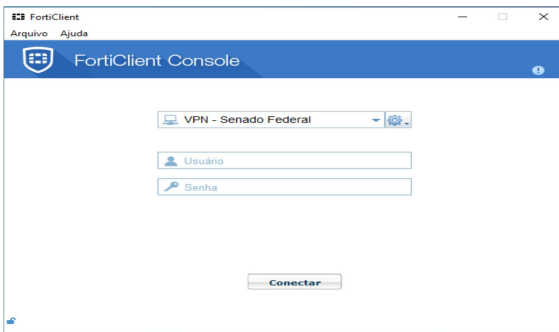 FortiClient
Arquivo Ajuda
FortiClient Console
VPN - Senado Federal
Usuário
Senha
Conectar